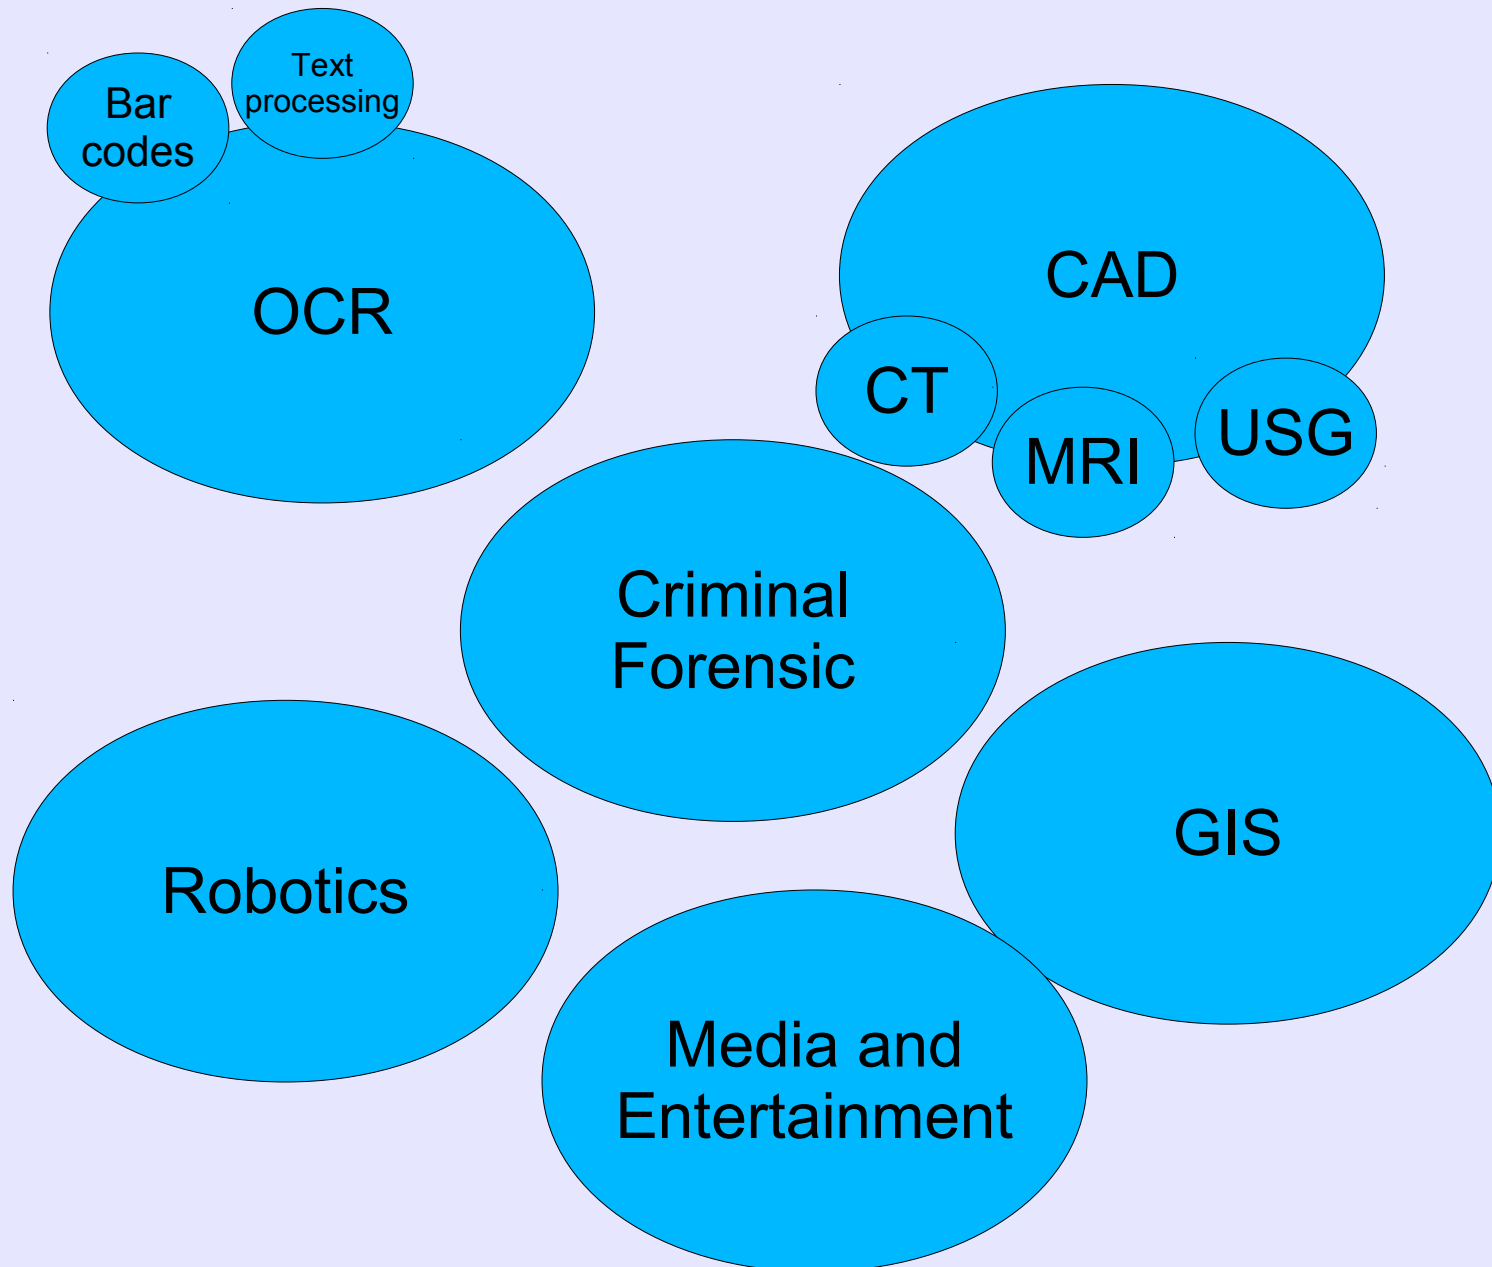 Text
processing
Bar
codes
OCR
CAD
CT
MRI
USG
Criminal
Forensic
GIS
Robotics
Media and
Entertainment